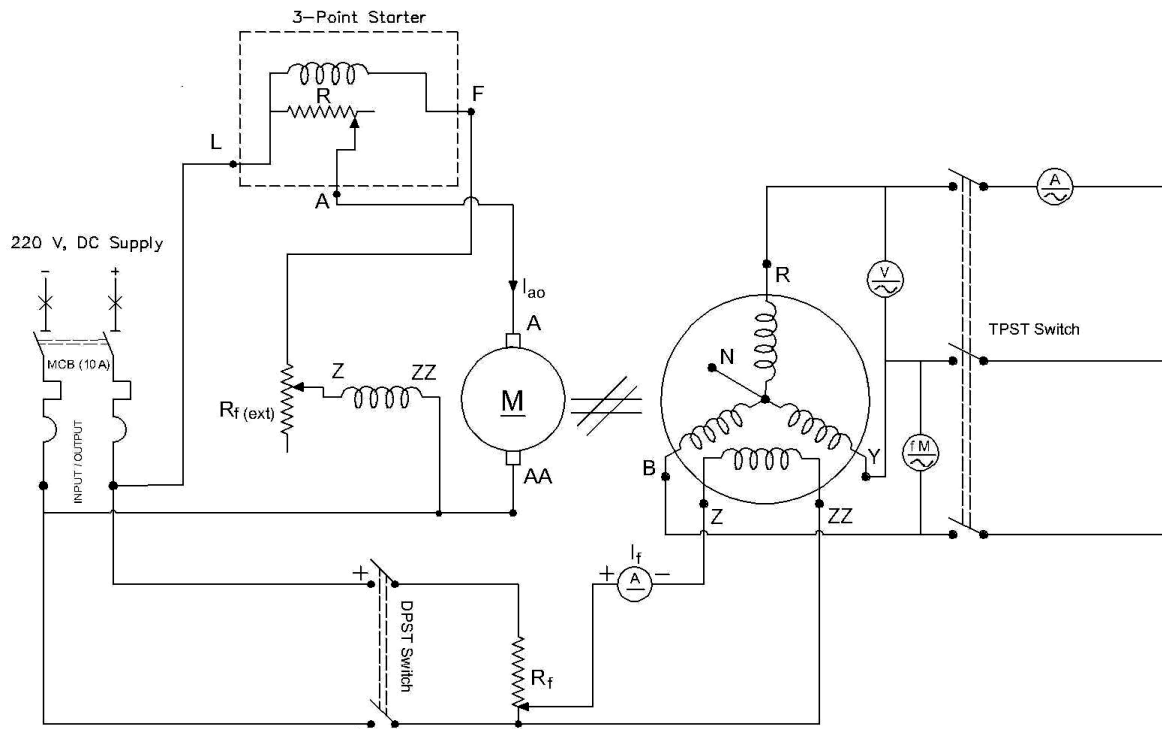 3-Point Starter
R
F
L
A
220 V, DC Supply
- +
MCB (10 A)
INPUT / OUTPUT
Iao
A
M
AA
Z ZZ
Rf (ext)
R
N
B
Y
Z ZZ
A
V
f M
TPST Switch
If
+ A -
+
DPST Switch
Rf